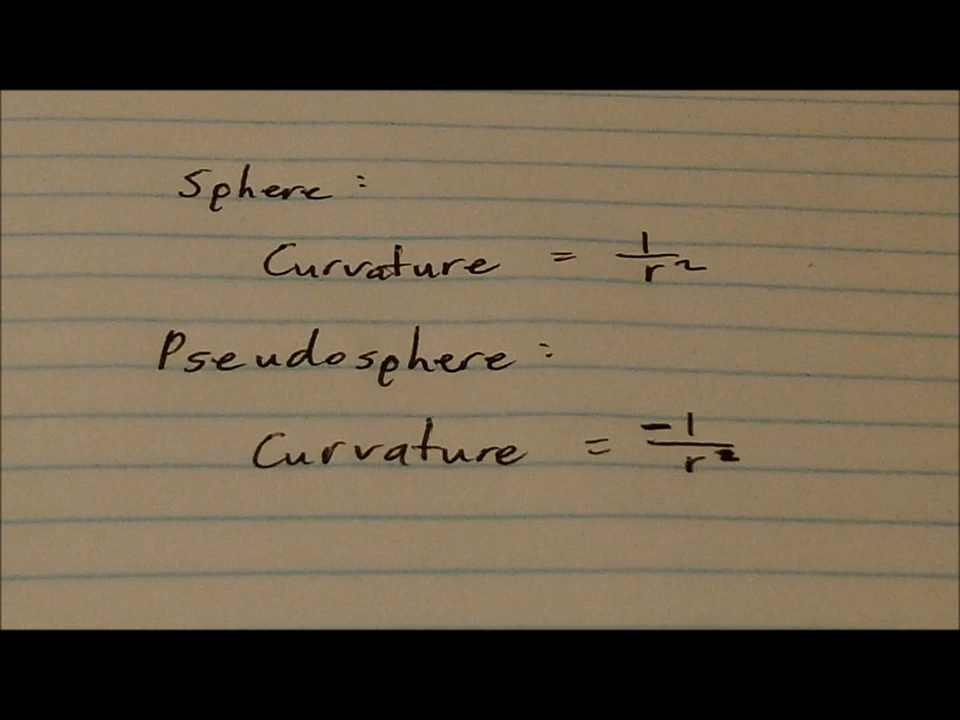 Sphere:
Curvature = 1/r²
Pseudosphere:
Curvature = -1/r²